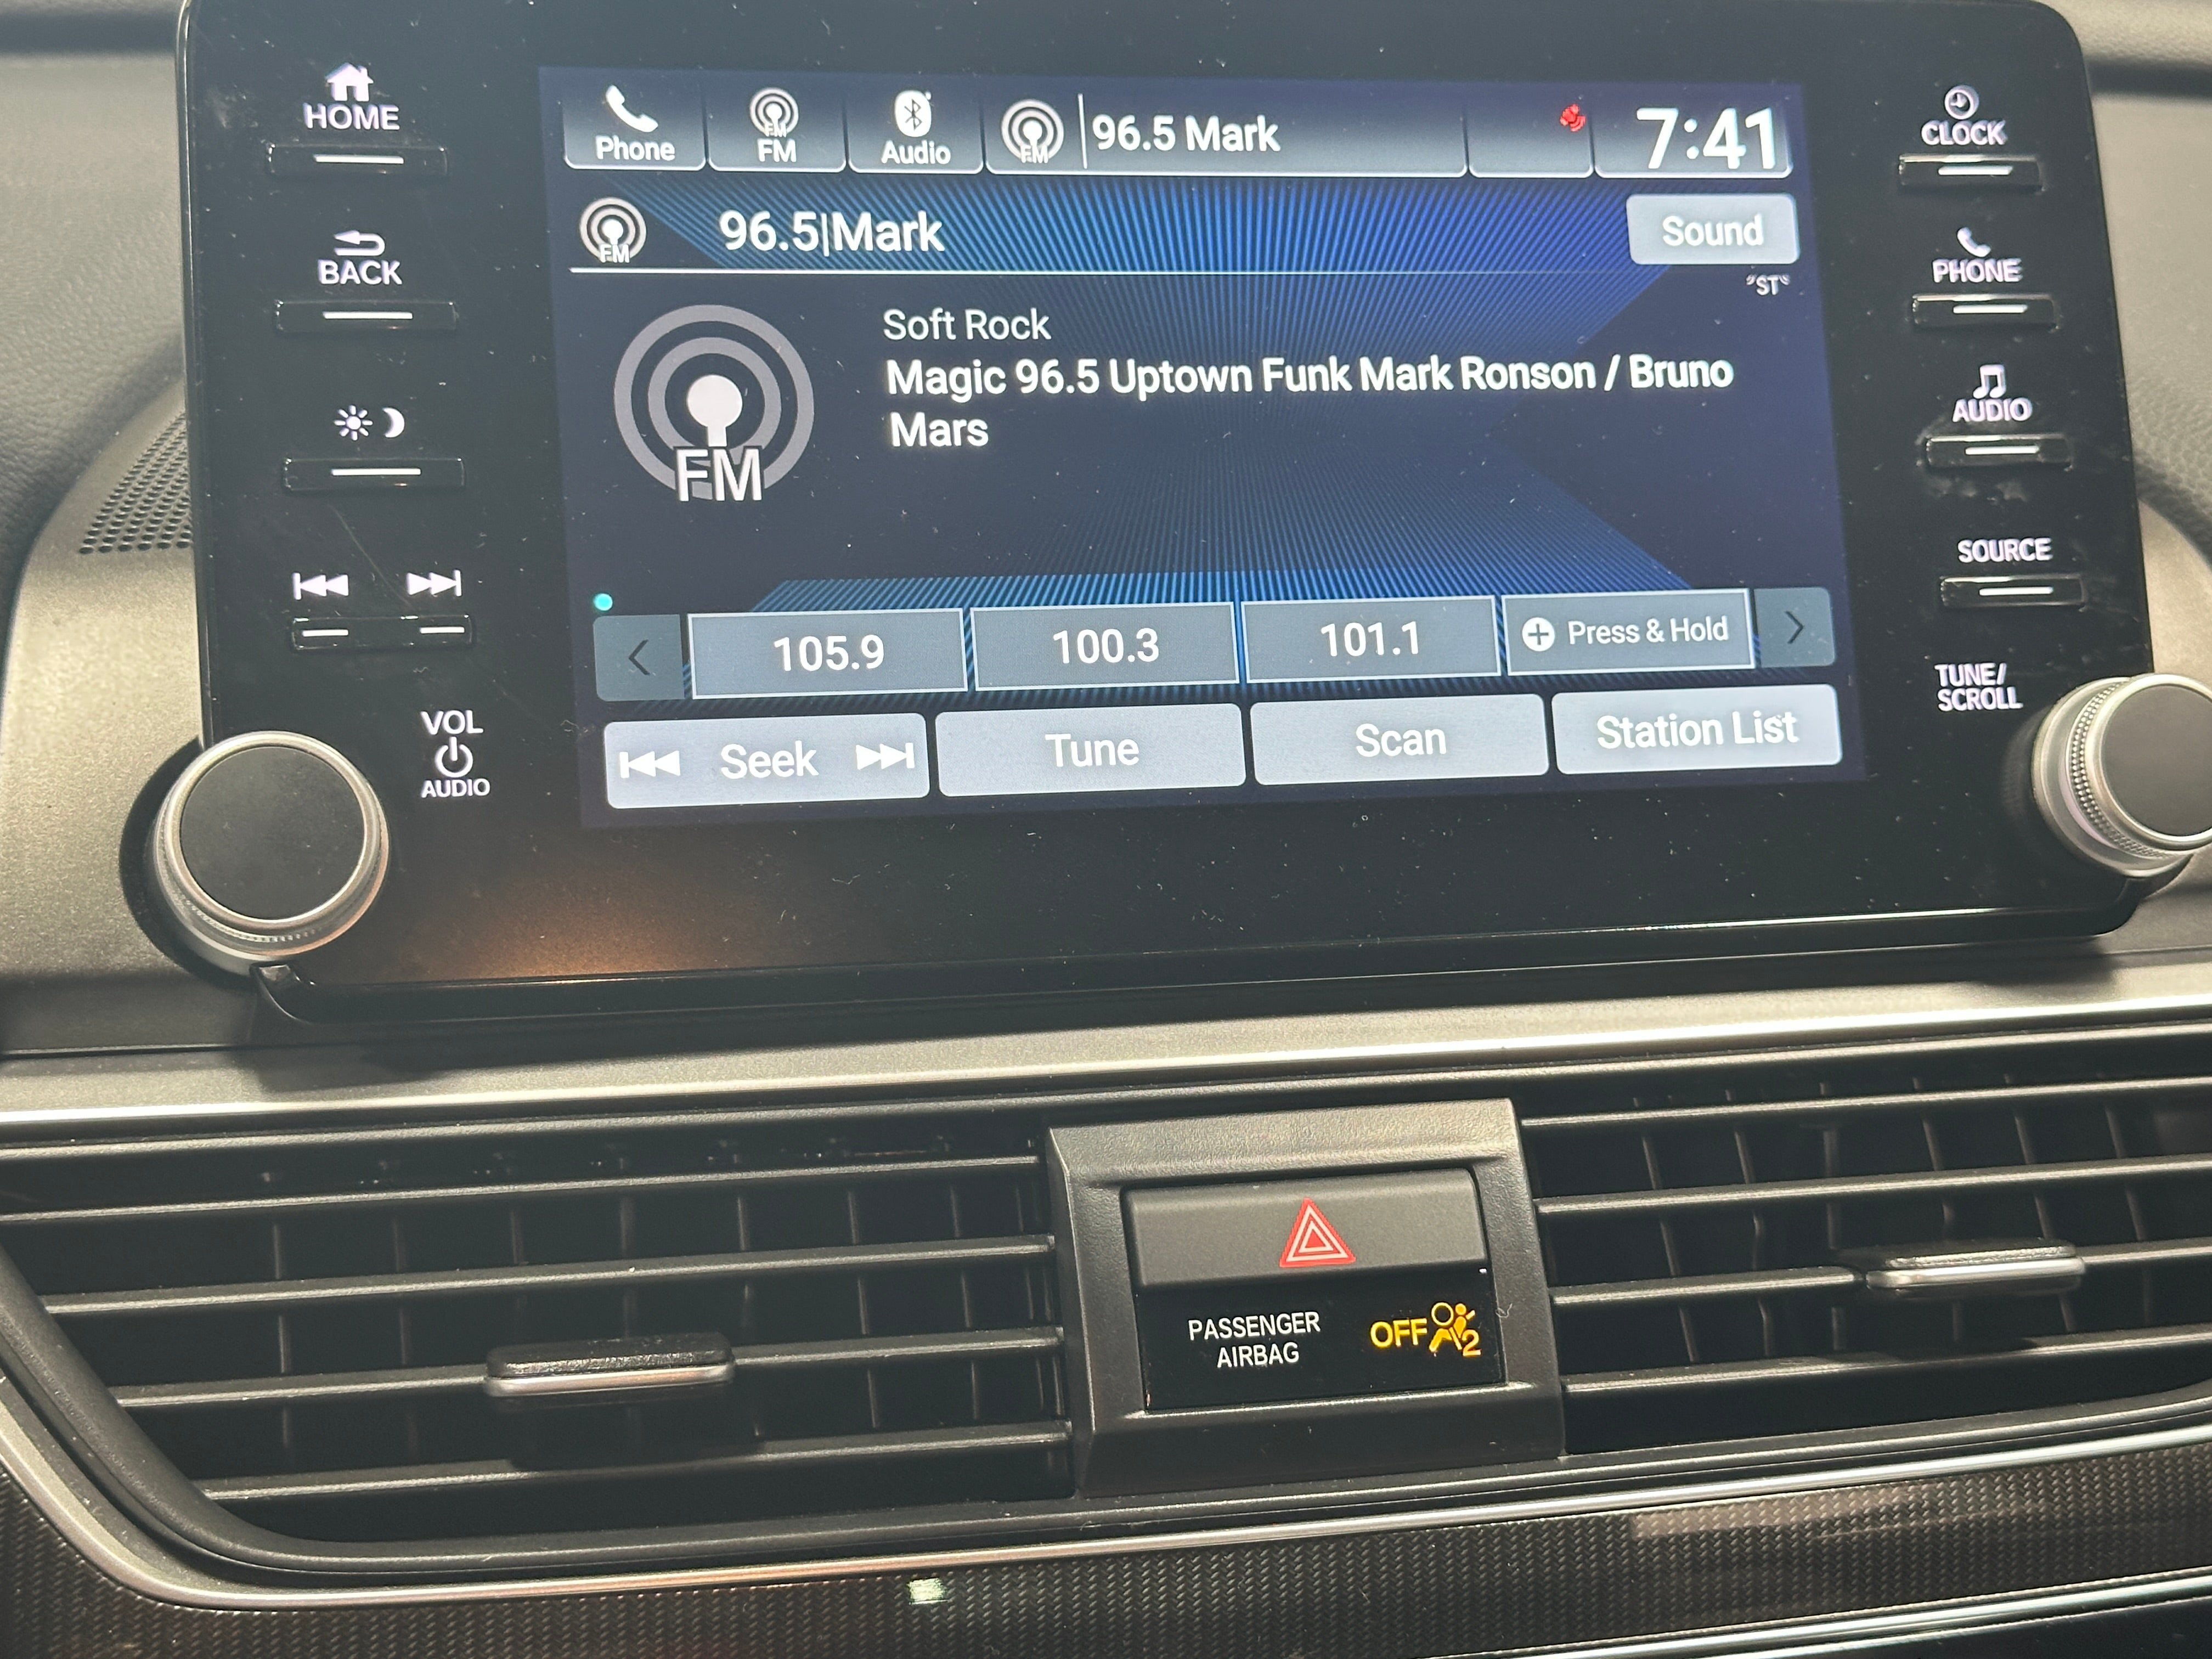 HOME
Phone
FM
FM
Audio
FM
96.5 Mark
7:41
CLOCK
BACK
FM
96.5|Mark
Sound
PHONE
"ST"
FM
Soft Rock
Magic 96.5 Uptown Funk Mark Ronson / Bruno
Mars
AUDIO
SOURCE
105.9
100.3
101.1
Press & Hold
TUNE/
SCROLL
VOL
AUDIO
Seek
Tune
Scan
Station List
PASSENGER
AIRBAG
OFF
2